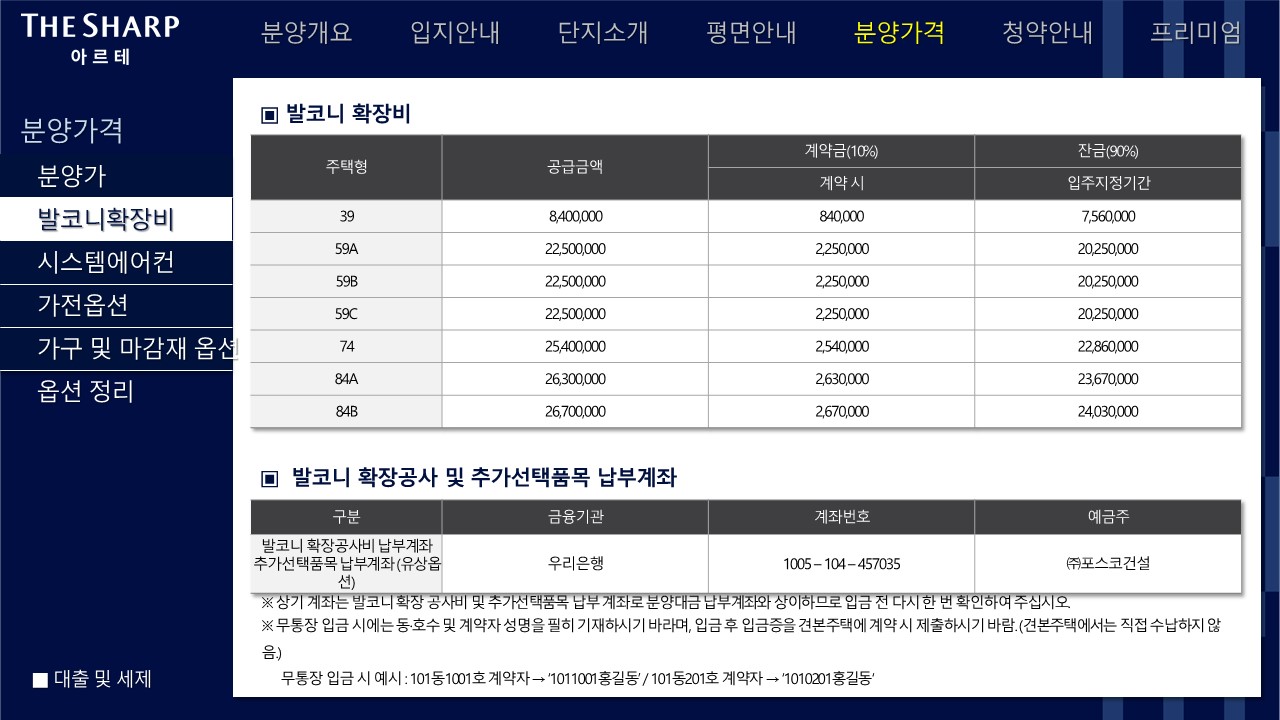 THE SHARP
아르테
분양개요 입지안내 단지소개 평면안내 분양가격 청약안내 프리미엄
분양가격
분양가
발코니확장비
시스템에어컨
가전옵션
가구 및 마감재 옵션
옵션 정리
■ 대출 및 세제
▣ 발코니 확장비
주택형 공급금액 계약금(10%) 잔금(90%)
계약 시 입주지정기간
39 8,400,000 840,000 7,560,000
59A 22,500,000 2,250,000 20,250,000
59B 22,500,000 2,250,000 20,250,000
59C 22,500,000 2,250,000 20,250,000
74 25,400,000 2,540,000 22,860,000
84A 26,300,000 2,630,000 23,670,000
84B 26,700,000 2,670,000 24,030,000
▣ 발코니 확장공사 및 추가선택품목 납부계좌
구분 금융기관 계좌번호 예금주
발코니 확장공사비 납부계좌
추가선택품목 납부계좌 (유상옵
션)
우리은행 1005 – 104 – 457035 ㈜포스코건설
※ 상기 계좌는 발코니 확장 공사비 및 추가선택품목 납부 계좌로 분양대금 납부계좌와 상이하므로 입금 전 다시 한 번 확인하여 주십시오.
※ 무통장 입금 시에는 동·호수 및 계약자 성명을 필히 기재하시기 바라며, 입금 후 입금증을 견본주택에 계약 시 제출하시기 바람. (견본주택에서는 직접 수납하지 않
음.)
무통장 입금 시 예시 : 101동1001호 계약자 → ‘1011001홍길동’ / 101동201호 계약자 → ‘1010201홍길동’